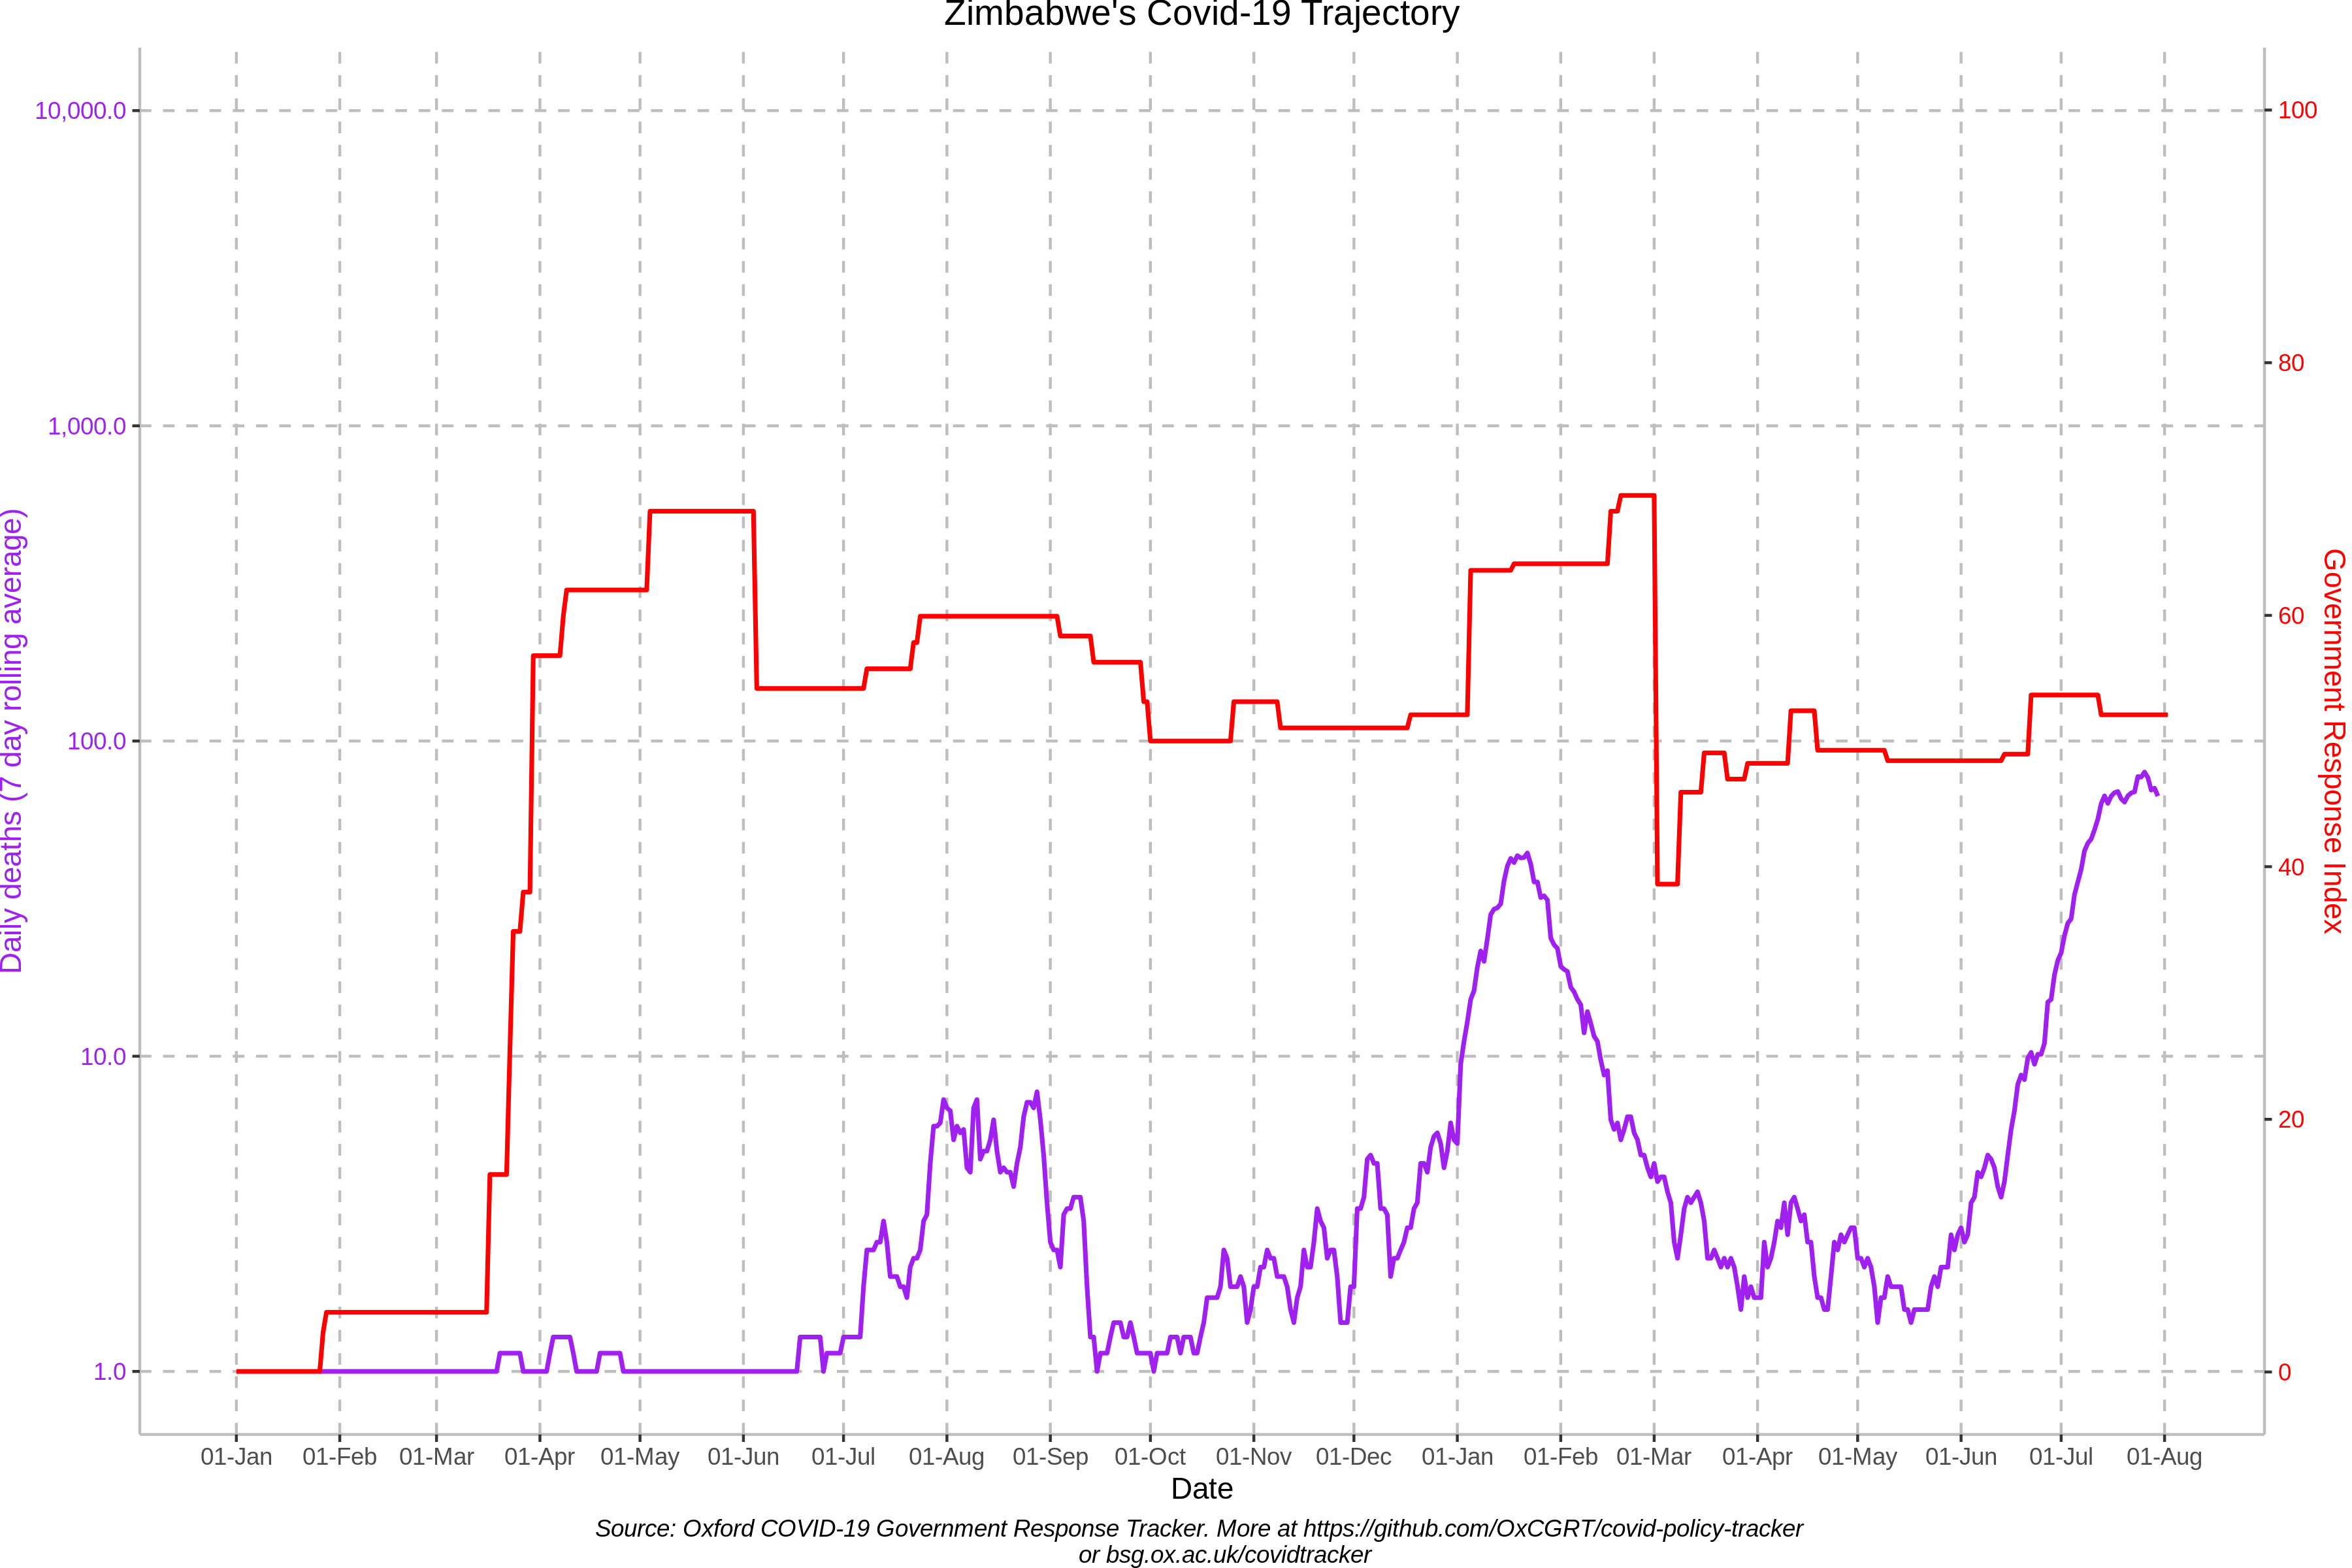 Zimbabwe's Covid-19 Trajectory
10,000.0
1,000.0
100.0
10.0
1.0
Daily deaths (7 day rolling average)
100
80
60
40
20
0
Government Response Index
01-Jan 01-Feb 01-Mar 01-Apr 01-May 01-Jun 01-Jul 01-Aug 01-Sep 01-Oct 01-Nov 01-Dec 01-Jan 01-Feb 01-Mar 01-Apr 01-May 01-Jun 01-Jul 01-Aug
Date
Source: Oxford COVID-19 Government Response Tracker. More at https://github.com/OxCGRT/covid-policy-tracker
or bsg.ox.ac.uk/covidtracker